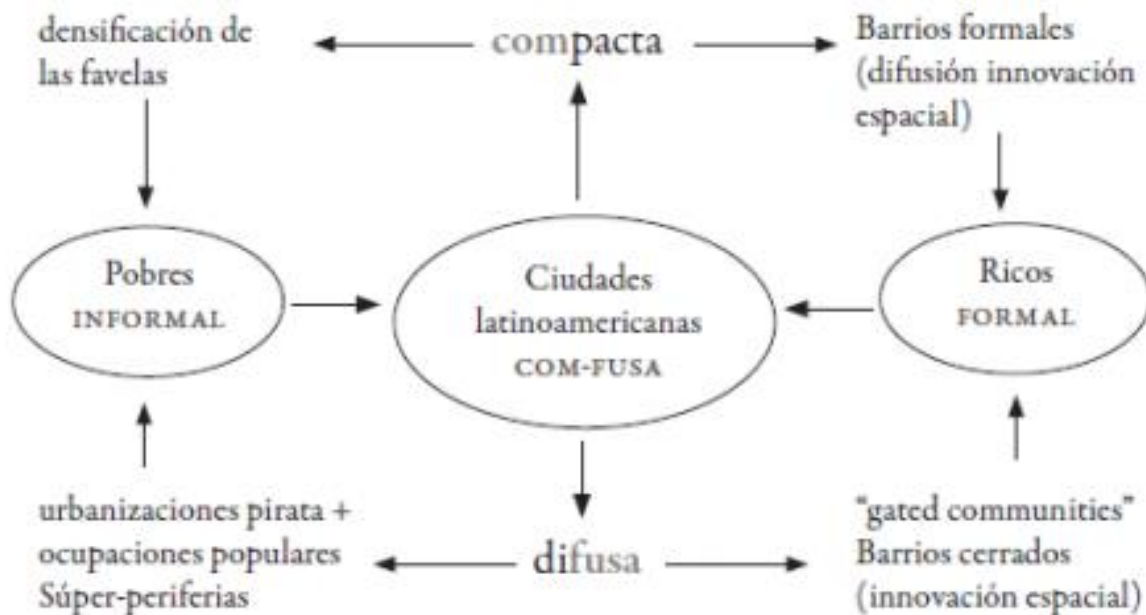 densificación de
las favelas
compacta
Barrios formales
(difusión innovación
espacial)
Pobres
INFORMAL
Ciudades
latinoamericanas
COM-FUSA
Ricos
FORMAL
urbanizaciones pirata +
ocupaciones populares
Súper-periferias
difusa
"gated communities"
Barrios cerrados
(innovación espacial)